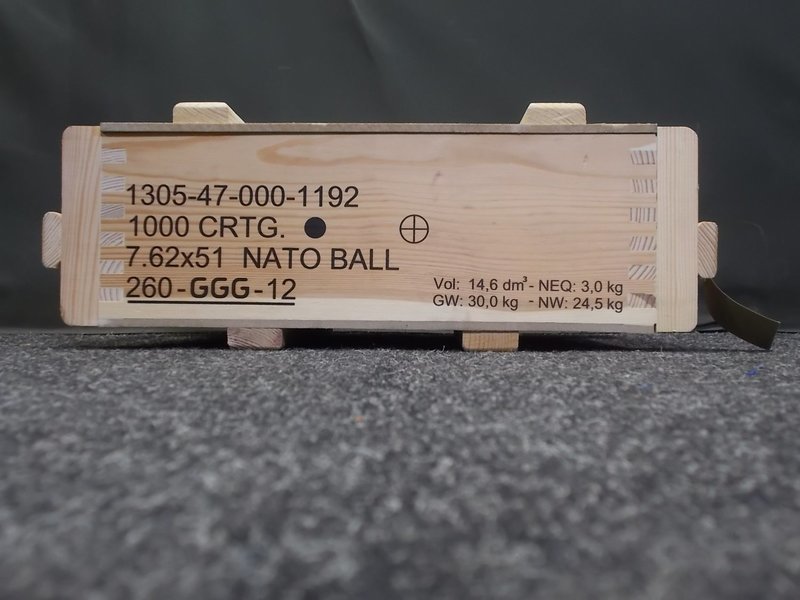 1305-47-000-1192
1000 CRTG.
7.62x51 NATO BALL
260-GGG-12
Vol: 14,6 dm³- NEQ: 3,0 kg
GW: 30,0 kg - NW: 24,5 kg